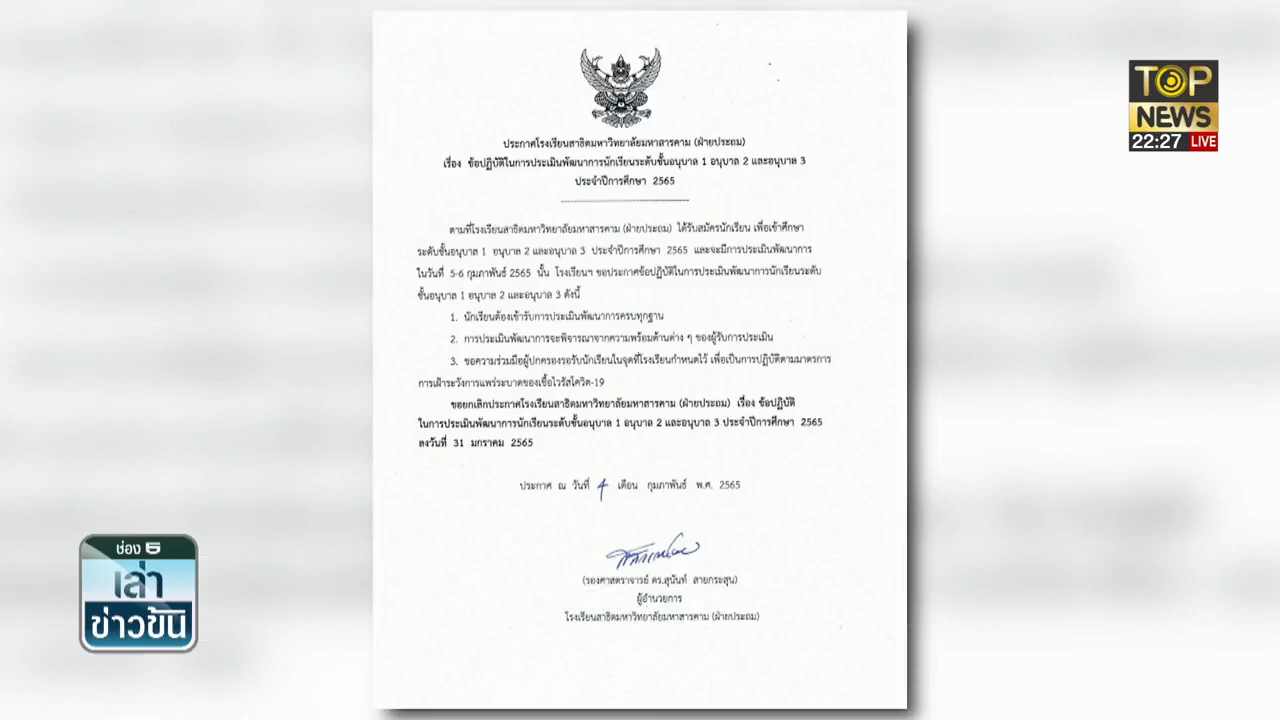 TOP
NEWS
22:27 LIVE
ประกาศโรงเรียนสาธิตมหาวิทยาลัยมหาสารคาม (ฝ่ายประถม)
เรื่อง ข้อปฏิบัติในการประเมินพัฒนาการนักเรียนระดับชั้นอนุบาล 1 อนุบาล 2 และอนุบาล 3
ประจำปีการศึกษา 2565
ตามที่โรงเรียนสาธิตมหาวิทยาลัยมหาสารคาม (ฝ่ายประถม) ได้รับสมัครนักเรียน เพื่อเข้าศึกษา
ระดับชั้นอนุบาล 1 อนุบาล 2 และอนุบาล 3 ประจำปีการศึกษา 2565 และจะมีการประเมินพัฒนาการ
ในวันที่ 5-6 กุมภาพันธ์ 2565 นั้น โรงเรียนฯ ขอประกาศข้อปฏิบัติในการประเมินพัฒนาการนักเรียนระดับ
ชั้นอนุบาล 1 อนุบาล 2 และอนุบาล 3 ดังนี้
1. นักเรียนต้องเข้ารับการประเมินพัฒนาการครบทุกฐาน
2. การประเมินพัฒนาการจะพิจารณาจากความพร้อมด้านต่าง ๆ ของผู้รับการประเมิน
3. ขอความร่วมมือผู้ปกครองรอรับนักเรียนในจุดที่โรงเรียนกำหนดไว้ เพื่อเป็นการปฏิบัติตามมาตรการ
การเฝ้าระวังการแพร่ระบาดของเชื้อไวรัสโควิด-19
ขอยกเลิกประกาศโรงเรียนสาธิตมหาวิทยาลัยมหาสารคาม (ฝ่ายประถม) เรื่อง ข้อปฏิบัติ
ในการประเมินพัฒนาการนักเรียนระดับชั้นอนุบาล 1 อนุบาล 2 และอนุบาล 3 ประจำปีการศึกษา 2565
ลงวันที่ 31 มกราคม 2565
ประกาศ ณ วันที่ 4 เดือน กุมภาพันธ์ พ.ศ. 2565
(รองศาสตราจารย์ ดร.สุนันท์ สายกระสุน)
ผู้อำนวยการ
โรงเรียนสาธิตมหาวิทยาลัยมหาสารคาม (ฝ่ายประถม)
ช่อง 5
เล่า
ข่าวข้น